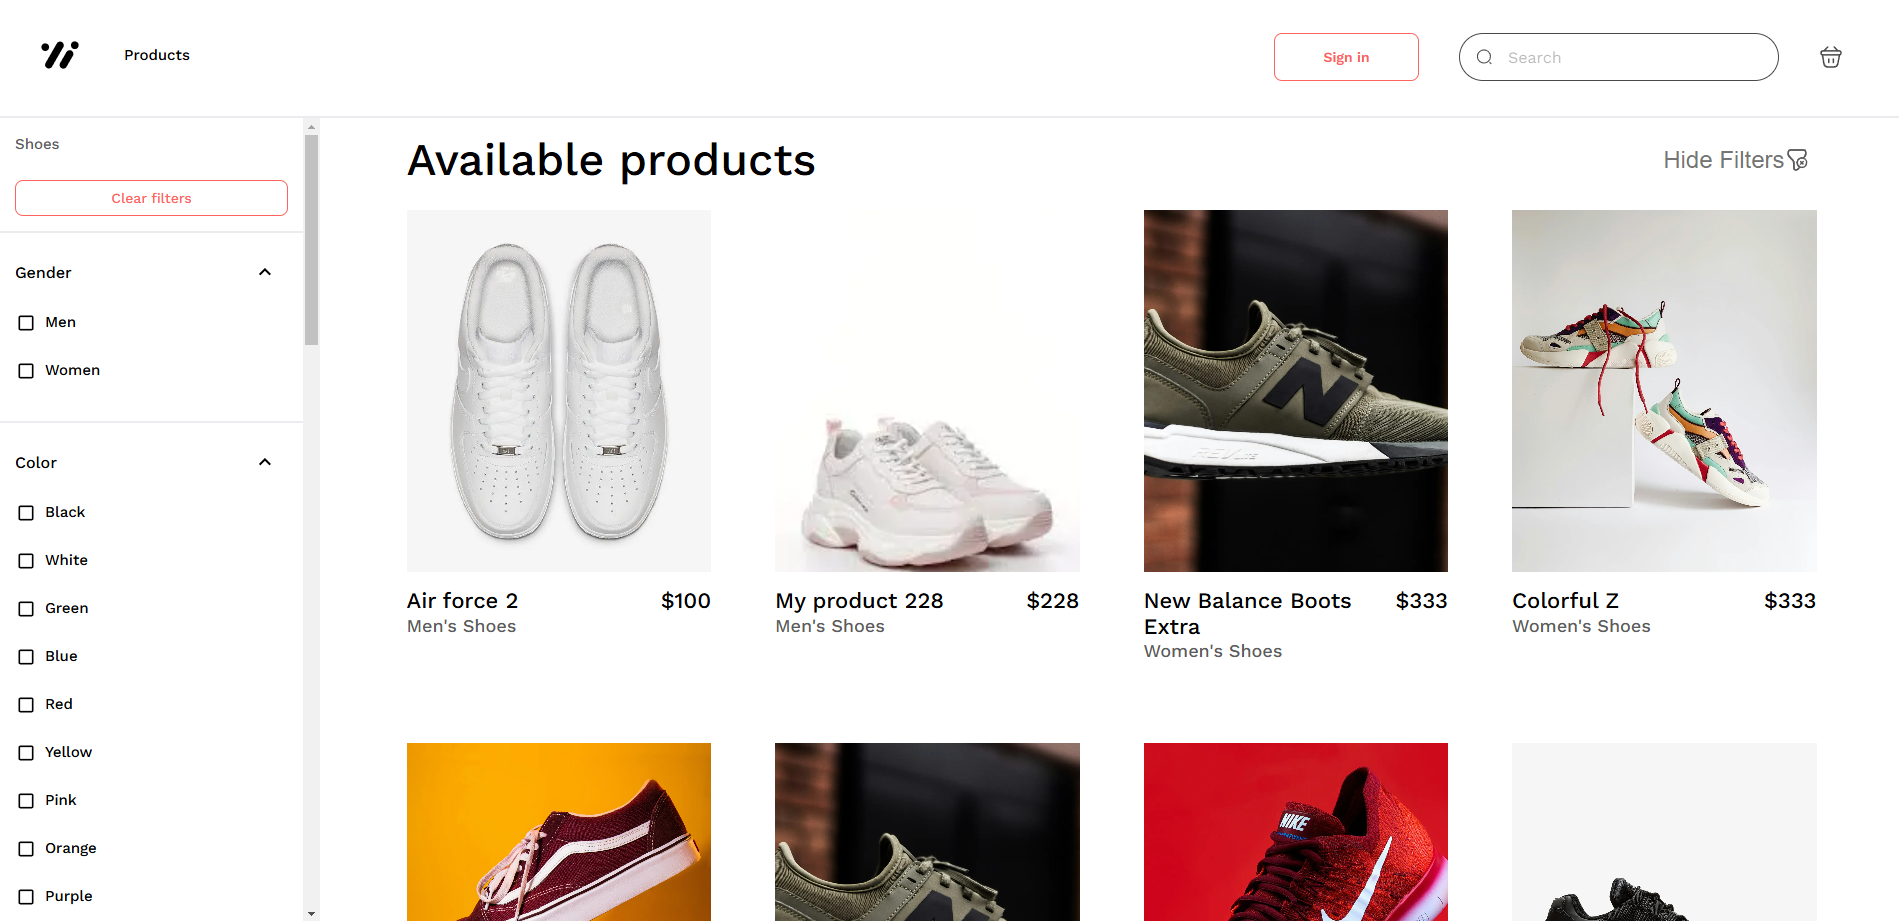 Products
Sign in
Search
Shoes
Clear filters
Gender
Men
Women
Color
Black
White
Green
Blue
Red
Yellow
Pink
Orange
Purple
Available products
Hide Filters
Air force 2 $100
Men's Shoes
My product 228 $228
Men's Shoes
New Balance Boots $333
Extra
Women's Shoes
Colorful Z $333
Women's Shoes
NIKE